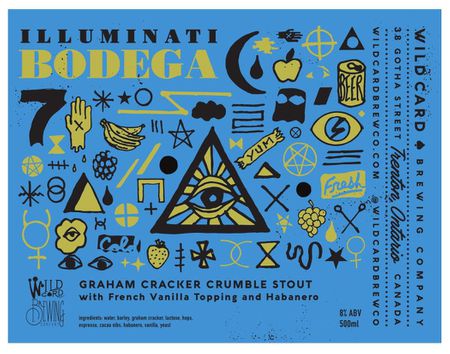 ILLUMINATI
BODEGA
7
BEER
YUM
Fresh
GRAHAM CRACKER CRUMBLE STOUT
with French Vanilla Topping and Habanero
ingredients: water, barley, graham cracker, lactose, hops,
espresso, cacao nibs, habanero, vanilla, yeast
8% ABV
500ml
WILD CARD
BREWING
COMPANY
WILD CARD BREWING COMPANY
38 GOTHA STREET Trenton Ontario CANADA
WILDCARDBREWCO.COM @WILDCARDBREWCO